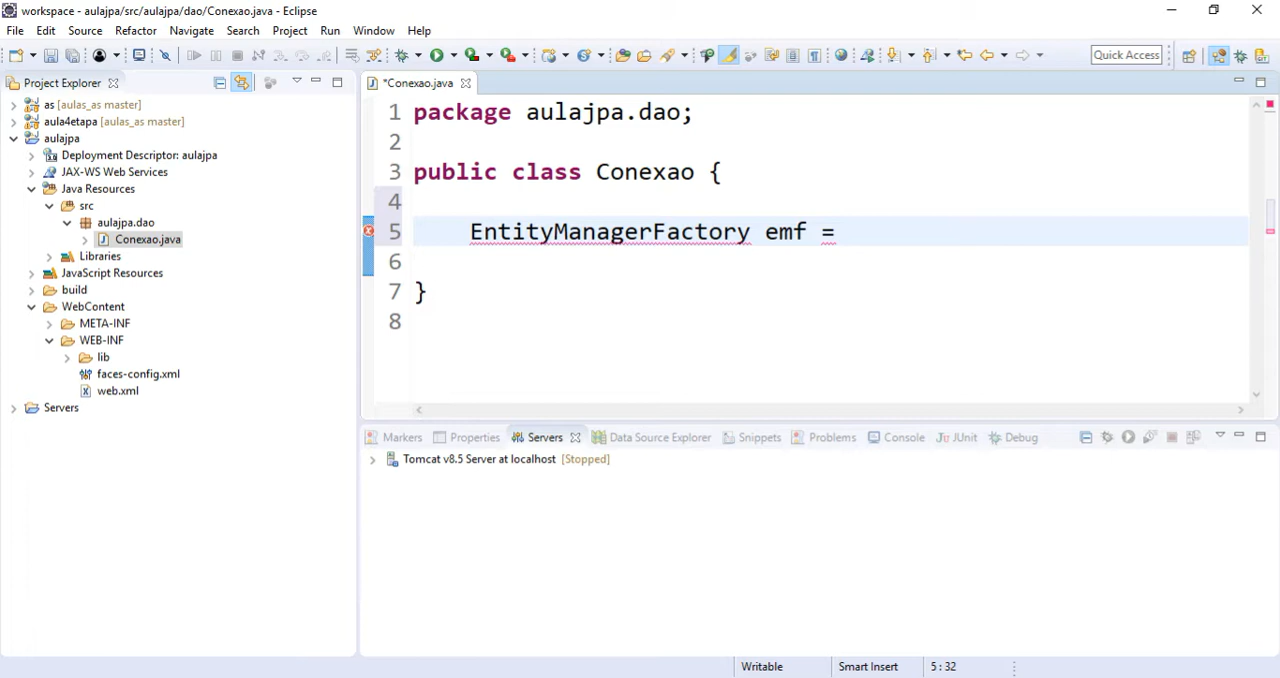 workspace - aulajpa/src/aulajpa/dao/Conexao.java - Eclipse
File Edit Source Refactor Navigate Search Project Run Window Help
Quick Access
Project Explorer
*Conexao.java
as [aulas_as master]
aula4etapa [aulas_as master]
aulajpa
Deployment Descriptor: aulajpa
JAX-WS Web Services
Java Resources
src
aulajpa.dao
Conexao.java
Libraries
JavaScript Resources
build
WebContent
META-INF
WEB-INF
lib
faces-config.xml
web.xml
Servers
1 package aulajpa.dao;
2
3 public class Conexao {
4
5 EntityManagerFactory emf =
6
7 }
8
Markers Properties Servers Data Source Explorer Snippets Problems Console JUnit Debug
Tomcat v8.5 Server at localhost [Stopped]
Writable Smart Insert 5 : 32